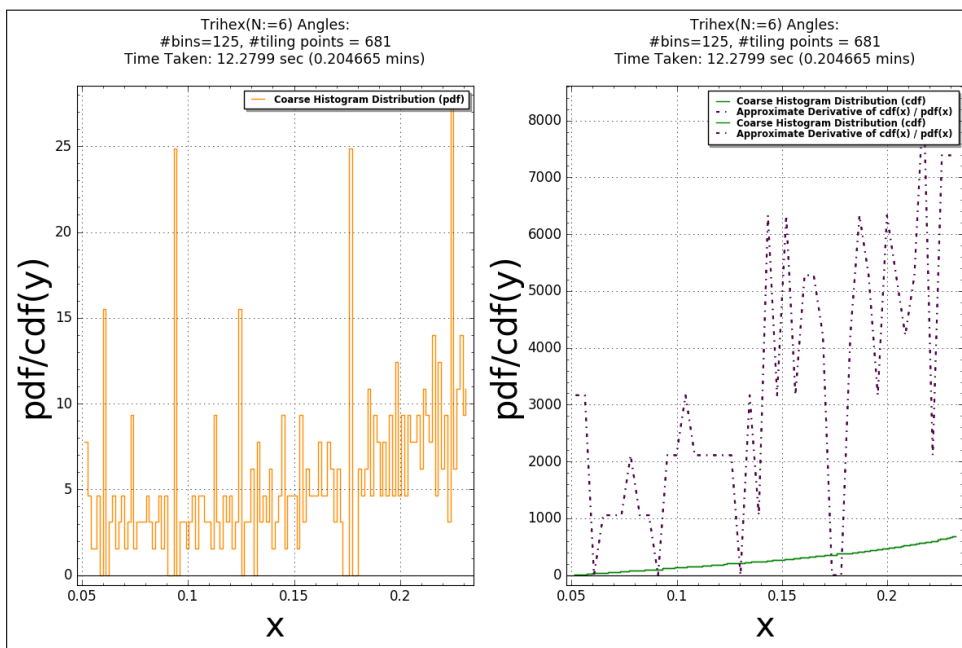 Trihex(N:=6) Angles:
#bins=125, #tiling points = 681
Time Taken: 12.2799 sec (0.204665 mins)
Coarse Histogram Distribution (pdf)
25
20
15
10
5
0
0.05
0.1
0.15
0.2
pdf/cdf(y)
x
Trihex(N:=6) Angles:
#bins=125, #tiling points = 681
Time Taken: 12.2799 sec (0.204665 mins)
Coarse Histogram Distribution (cdf)
Approximate Derivative of cdf(x) / pdf(x)
Coarse Histogram Distribution (cdf)
Approximate Derivative of cdf(x) / pdf(x)
8000
7000
6000
5000
4000
3000
2000
1000
0
0.05
0.1
0.15
0.2
pdf/cdf(y)
x